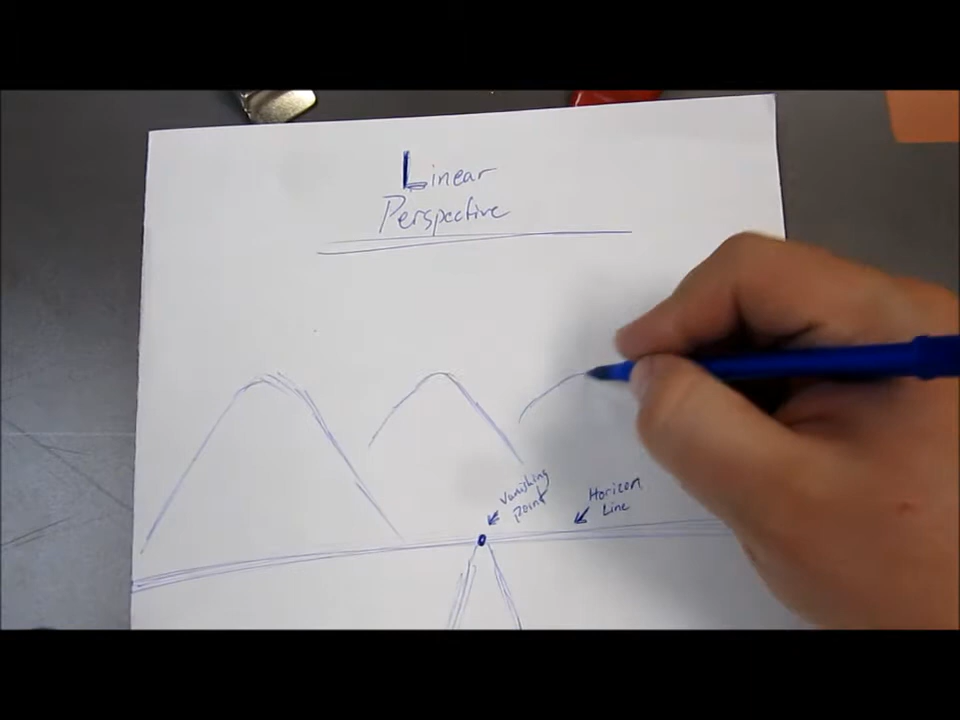 Linear
Perspective
Vanishing
point
Horizon
Line